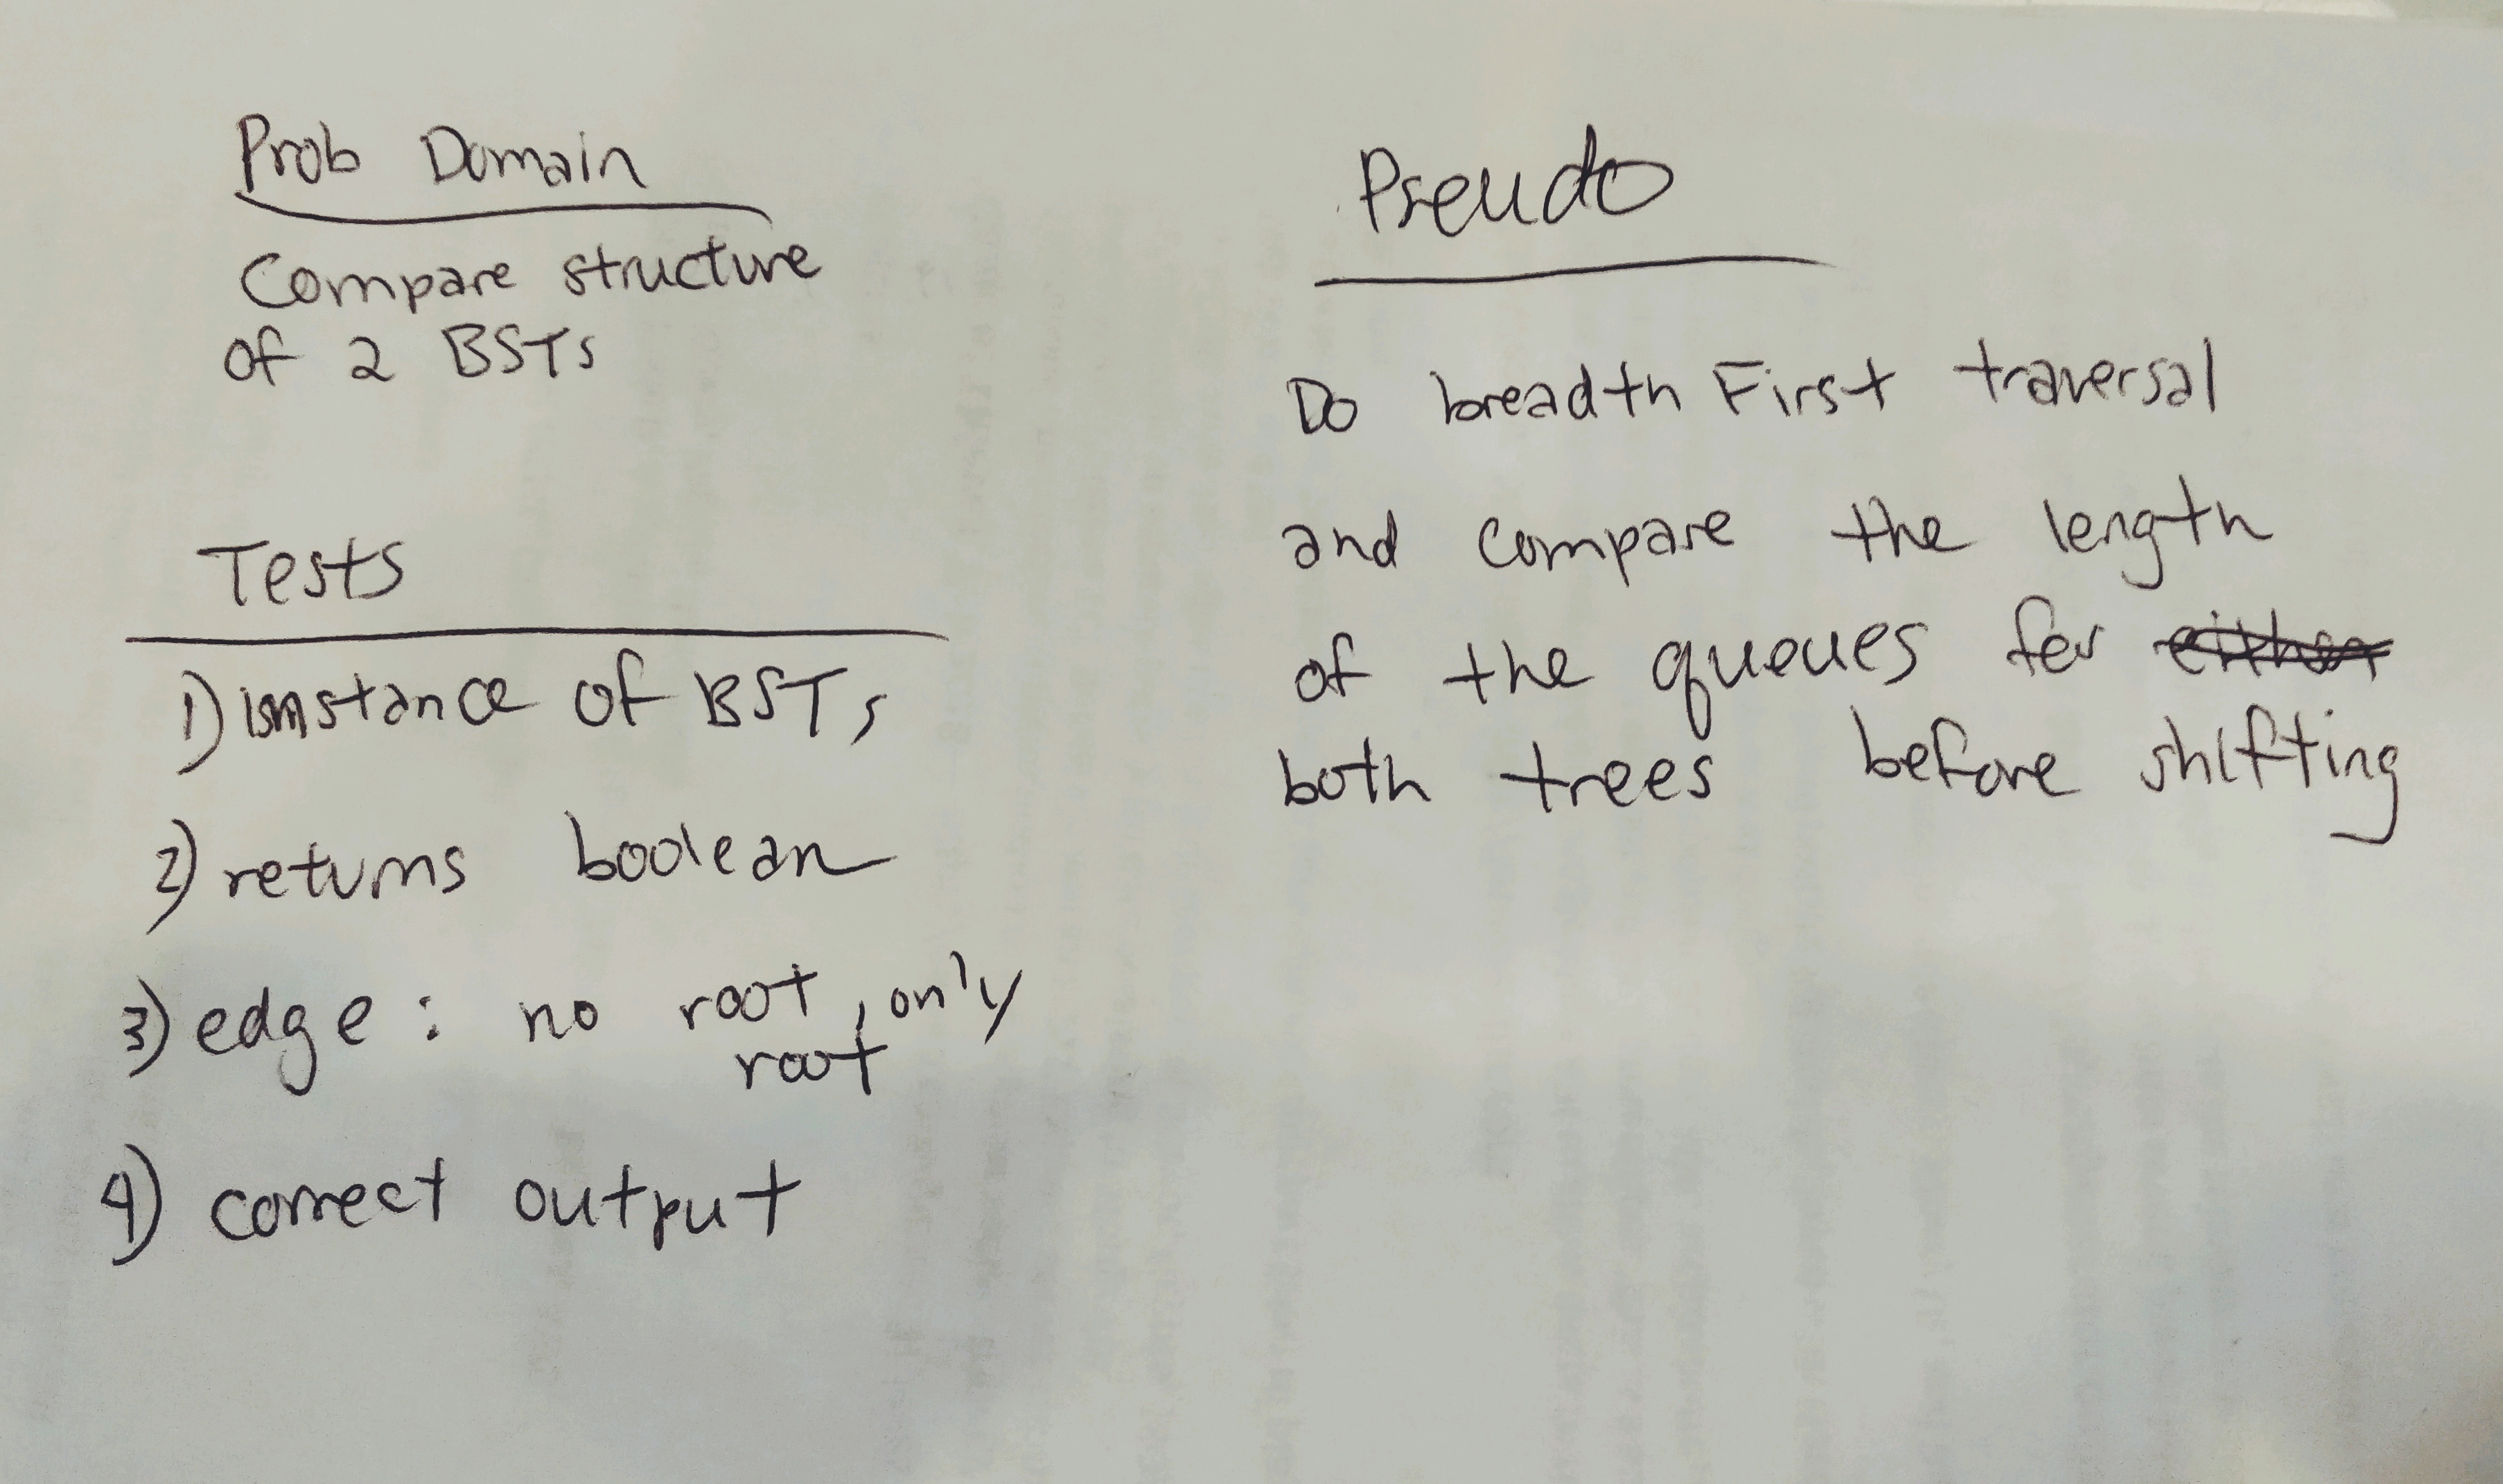 Prob Domain
Compare structure
of 2 BSTs
Tests
1) instance of BSTs
2) returns boolean
3) edge: no root, only
root
4) correct output
Pseudo
Do breadth First traversal
and compare the length
of the queues for either
both trees before shifting